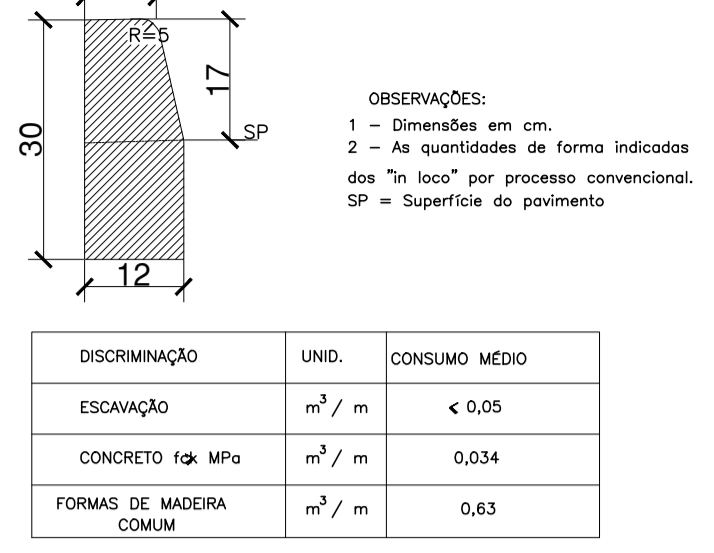 R=5
17
30
SP
12
OBSERVAÇÕES:
1 – Dimensões em cm.
2 – As quantidades de forma indicadas
dos "in loco" por processo convencional.
SP = Superfície do pavimento
DISCRIMINAÇÃO UNID. CONSUMO MÉDIO
ESCAVAÇÃO m³/ m < 0,05
CONCRETO MPa m³/ m 0,034
FORMAS DE MADEIRA COMUM m³/ m 0,63